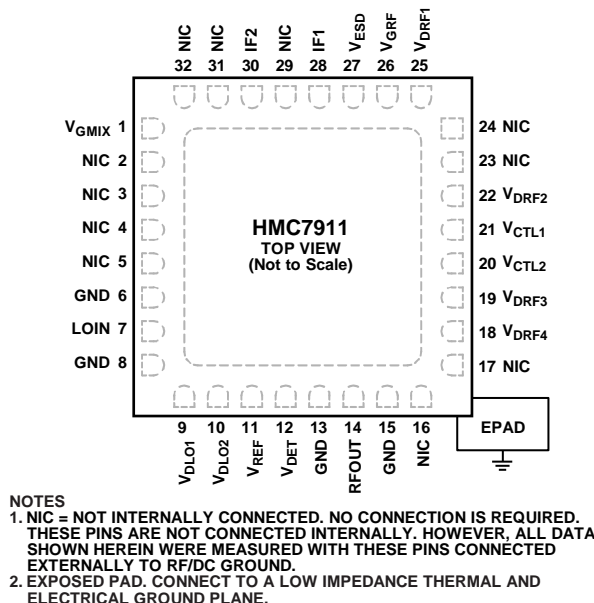 32 NIC
31 NIC
30 IF2
29 NIC
28 IF1
27 VESD
26 VGRF
25 VDRF1
VGMIX 1
NIC 2
NIC 3
NIC 4
NIC 5
GND 6
LOIN 7
GND 8
HMC7911
TOP VIEW
(Not to Scale)
24 NIC
23 NIC
22 VDRF2
21 VCTL1
20 VCTL2
19 VDRF3
18 VDRF4
17 NIC
9 VDLO1
10 VDLO2
11 VREF
12 VDET
13 GND
14 RFOUT
15 GND
16 NIC
EPAD
NOTES
1. NIC = NOT INTERNALLY CONNECTED. NO CONNECTION IS REQUIRED.
THESE PINS ARE NOT CONNECTED INTERNALLY. HOWEVER, ALL DATA
SHOWN HEREIN WERE MEASURED WITH THESE PINS CONNECTED
EXTERNALLY TO RF/DC GROUND.
2. EXPOSED PAD. CONNECT TO A LOW IMPEDANCE THERMAL AND
ELECTRICAL GROUND PLANE.